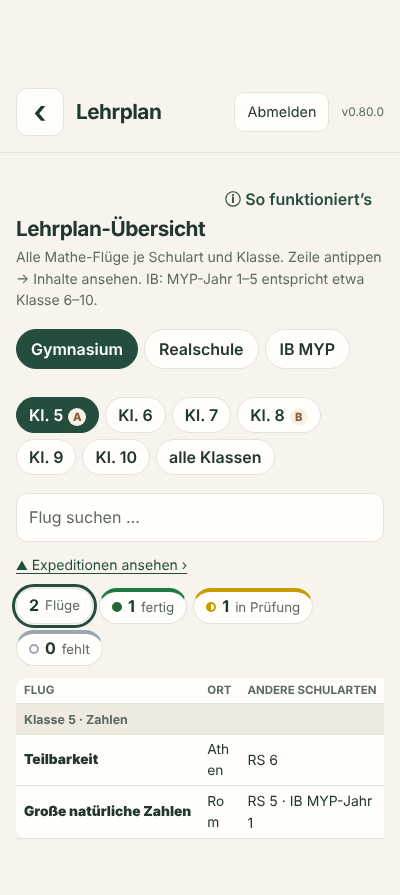 ‹ Lehrplan Abmelden v0.80.0
ⓘ So funktioniert’s
Lehrplan-Übersicht
Alle Mathe-Flüge je Schulart und Klasse. Zeile antippen
→ Inhalte ansehen. IB: MYP-Jahr 1–5 entspricht etwa
Klasse 6–10.
Gymnasium Realschule IB MYP
Kl. 5 A Kl. 6 Kl. 7 Kl. 8 B
Kl. 9 Kl. 10 alle Klassen
Flug suchen …
▲ Expeditionen ansehen ›
2 Flüge 1 fertig 1 in Prüfung
0 fehlt
FLUG ORT ANDERE SCHULARTEN
Klasse 5 · Zahlen
Teilbarkeit Ath
en RS 6
Große natürliche Zahlen Ro
m RS 5 · IB MYP-Jahr
1